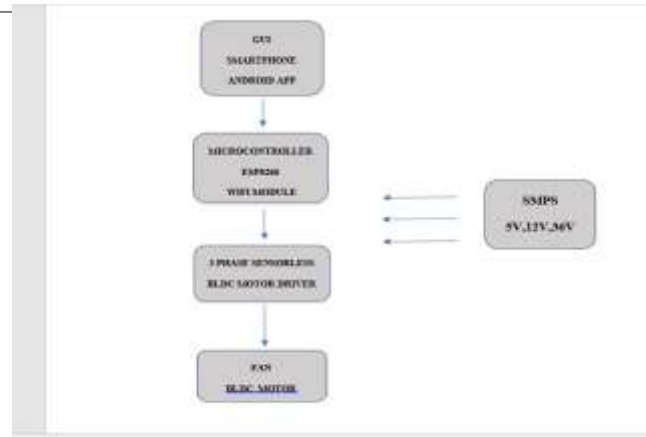 GUI
SMARTPHONE
ANDROID APP
MICROCONTROLLER
ESP8266
WIFI MODULE
SMPS
5V,12V,36V
3 PHASE SENSORLESS
BLDC MOTOR DRIVER
FAN
BLDC MOTOR